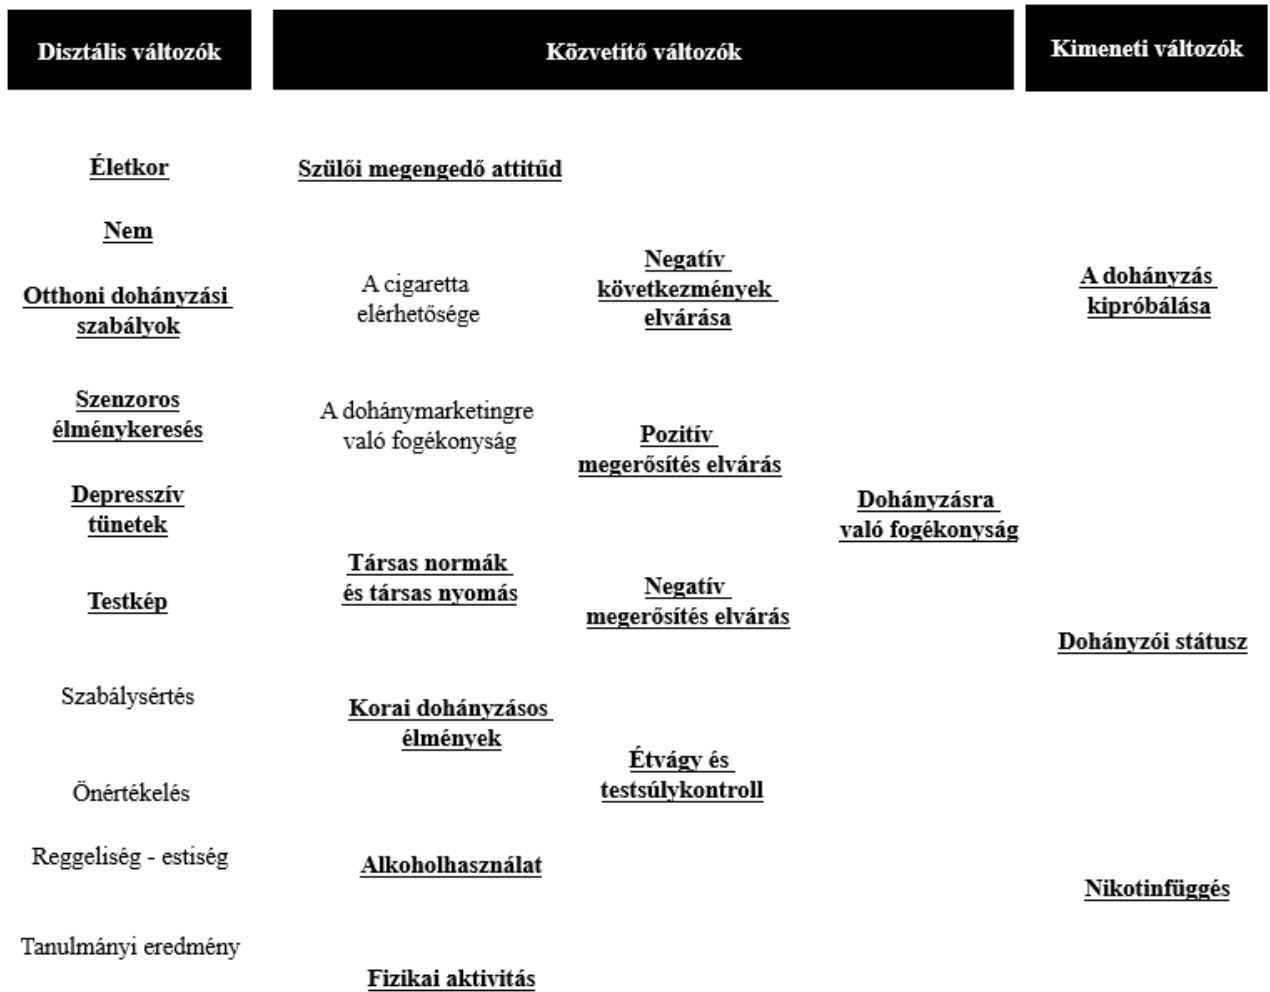 Disztális változók
Közvetítő változók
Kimeneti változók
Életkor
Nem
Otthoni dohányzási
szabályok
Szenzoros
élménykeresés
Depresszív
tünetek
Testkép
Szabálysértés
Önértékelés
Reggeliség - estiség
Tanulmányi eredmény
Szülői megengedő attitűd
A cigaretta
elérhetősége
A dohánymarketingre
való fogékonyság
Társas normák
és társas nyomás
Korai dohányzásos
élmények
Alkoholhasználat
Fizikai aktivitás
Negatív
következmények
elvárása
Pozitív
megerősítés elvárás
Negatív
megerősítés elvárás
Étvágy és
testsúlykontroll
Dohányzásra
való fogékonyság
A dohányzás
kipróbálása
Dohányzói státusz
Nikotinfüggés